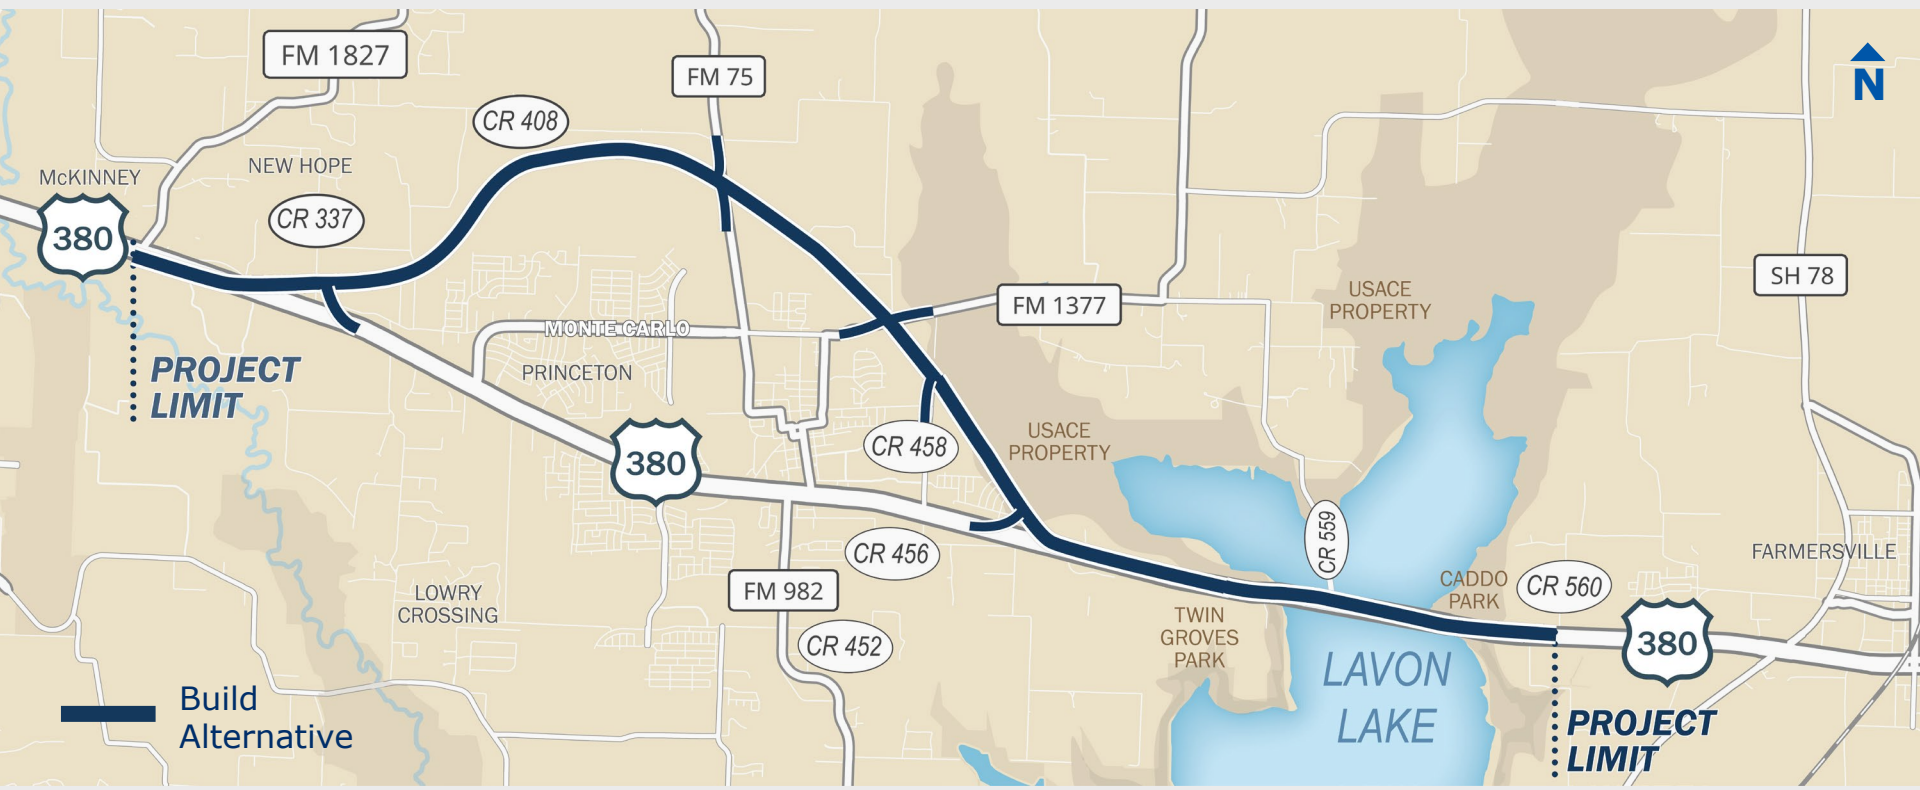 FM 1827
FM 75
N
CR 408
NEW HOPE
McKINNEY
CR 337
380
SH 78
USACE
PROPERTY
FM 1377
MONTE CARLO
PRINCETON
PROJECT
LIMIT
USACE
PROPERTY
CR 458
380
CR 559
CR 456
FARMERSVILLE
CADDO
PARK
CR 560
FM 982
LOWRY
CROSSING
TWIN
GROVES
PARK
CR 452
380
LAVON
LAKE
Build
Alternative
PROJECT
LIMIT